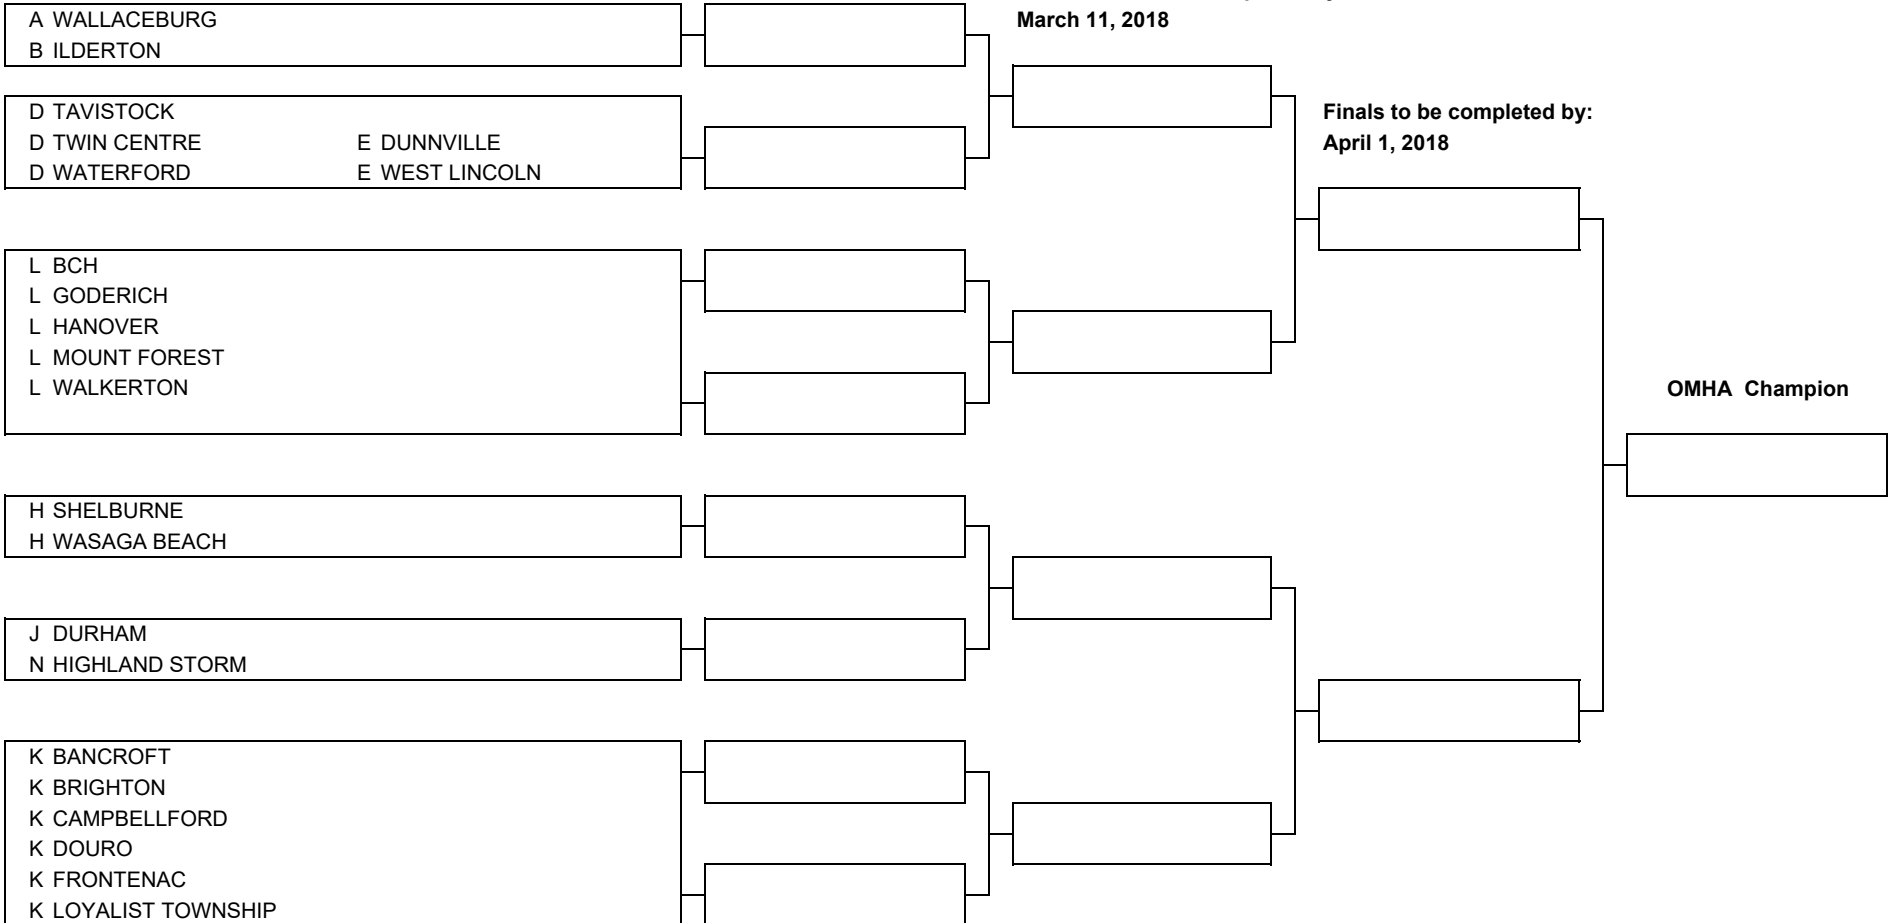 March 11, 2018
A WALLACEBURG
B ILDERTON
D TAVISTOCK
D TWIN CENTRE E DUNNVILLE
D WATERFORD E WEST LINCOLN
Finals to be completed by:
April 1, 2018
L BCH
L GODERICH
L HANOVER
L MOUNT FOREST
L WALKERTON
OMHA Champion
H SHELBURNE
H WASAGA BEACH
J DURHAM
N HIGHLAND STORM
K BANCROFT
K BRIGHTON
K CAMPBELLFORD
K DOURO
K FRONTENAC
K LOYALIST TOWNSHIP